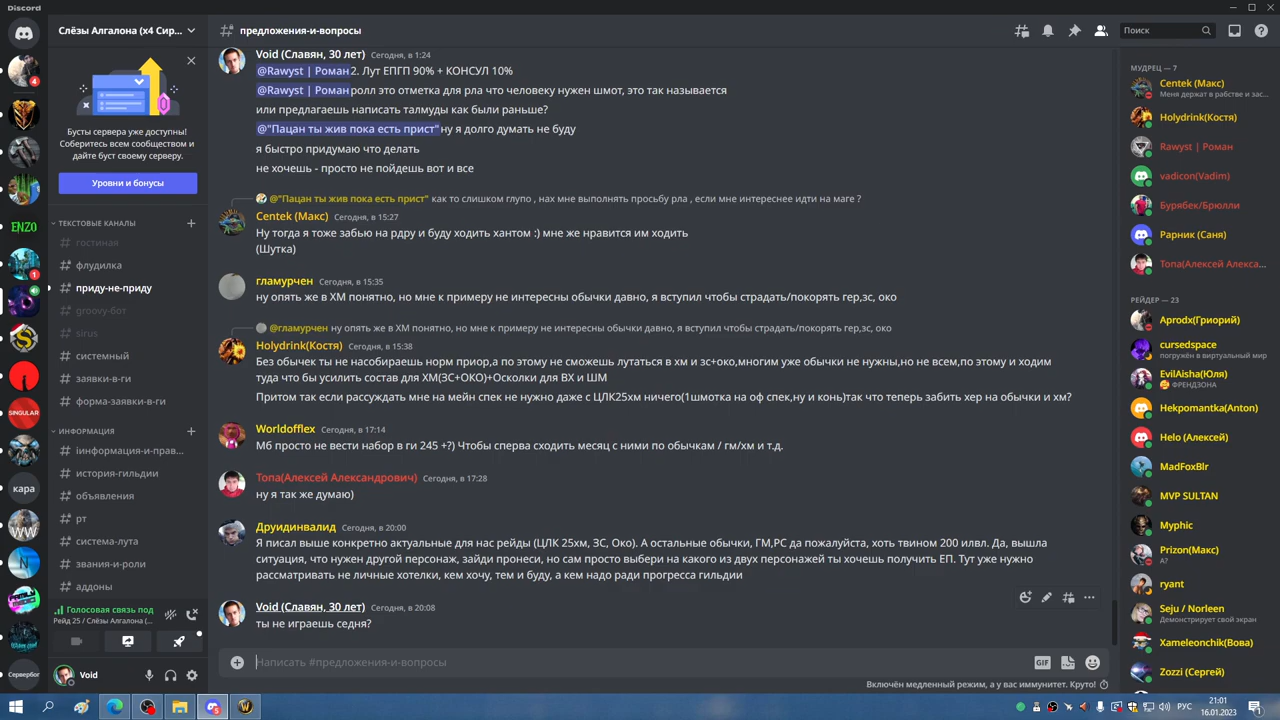 Discord
Слёзы Алгалона (x4 Сир...
предложения-и-вопросы
Поиск
4
ENZO
1
SINGULAR
кара
WW
N
Сервербог
Бусты сервера уже доступны!
Соберитесь всем сообществом и
дайте буст своему серверу.
Уровни и бонусы
ТЕКСТОВЫЕ КАНАЛЫ
гостиная
флудилка
приду-не-приду
groovy-бот
sirus
системный
заявки-в-ги
форма-заявки-в-ги
ИНФОРМАЦИЯ
информация-и-прав...
история-гильдии
объявления
рт
система-лута
звания-и-роли
аддоны
Голосовая связь под
Рейд 25 / Слёзы Алгалона (...
Void
Void (Славян, 30 лет) Сегодня, в 1:24
@Rawyst | Роман 2. Лут ЕПГП 90% + КОНСУЛ 10%
@Rawyst | Роман ролл это отметка для рла что человеку нужен шмот, это так называется
или предлагаешь написать талмуды как были раньше?
@"Пацан ты жив пока есть прист" ну я долго думать не буду
я быстро придумаю что делать
не хочешь - просто не пойдешь вот и все
@"Пацан ты жив пока есть прист" как то слишком глупо , нах мне выполнять просьбу рла , если мне интереснее идти на маге ?
Centek (Макс) Сегодня, в 15:27
Ну тогда я тоже забью на рдру и буду ходить хантом :) мне же нравится им ходить
(Шутка)
гламурчен Сегодня, в 15:35
ну опять же в ХМ понятно, но мне к примеру не интересны обычки давно, я вступил чтобы страдать/покорять гер,зс, око
@гламурчен ну опять же в ХМ понятно, но мне к примеру не интересны обычки давно, я вступил чтобы страдать/покорять гер,зс, око
Holydrink(Костя) Сегодня, в 15:38
Без обычек ты не насобираешь норм приор,а по этому не сможешь лутаться в хм и зс+око,многим уже обычки не нужны,но не всем,по этому и ходим
туда что бы усилить состав для ХМ(ЗС+ОКО)+Осколки для ВХ и ШМ
Притом так если рассуждать мне на мейн спек не нужно даже с ЦЛК25хм ничего(1шмотка на оф спек,ну и конь)так что теперь забить хер на обычки и хм?
Worldofflex Сегодня, в 17:14
Мб просто не вести набор в ги 245 +?) Чтобы сперва сходить месяц с ними по обычкам / гм/хм и т.д.
Топа(Алексей Александрович) Сегодня, в 17:28
ну я так же думаю)
Друидинвалид Сегодня, в 20:00
Я писал выше конкретно актуальные для нас рейды (ЦЛК 25хм, ЗС, Око). А остальные обычки, ГМ,РС да пожалуйста, хоть твином 200 илвл. Да, вышла
ситуация, что нужен другой персонаж, зайди пронеси, но сам просто выбери на какого из двух персонажей ты хочешь получить ЕП. Тут уже нужно
рассматривать не личные хотелки, кем хочу, тем и буду, а кем надо ради прогресса гильдии
Void (Славян, 30 лет) Сегодня, в 20:08
ты не играешь седня?
Написать #предложения-и-вопросы
GIF
Включён медленный режим, а у вас иммунитет. Круто!
МУДРЕЦ — 7
Centek (Макс)
Меня держат в рабстве и зас...
Holydrink(Костя)
Rawyst | Роман
vadicon(Vadim)
Бурябек/Брюлли
Рарник (Саня)
Топа(Алексей Алекса...
РЕЙДЕР — 23
Aprodx(Гриорий)
cursedspace
погружён в виртуальный мир
EvilAisha(Юля)
ФРЕНДЗОНА
Hekpomantka(Anton)
Helo (Алексей)
MadFoxBlr
MVP SULTAN
Myphic
Prizon(Макс)
А?
ryant
Seju / Norleen
Демонстрирует свой экран
Xameleonchik(Вова)
Zozzi (Сергей)
РУС
21:01
16.01.2023
1